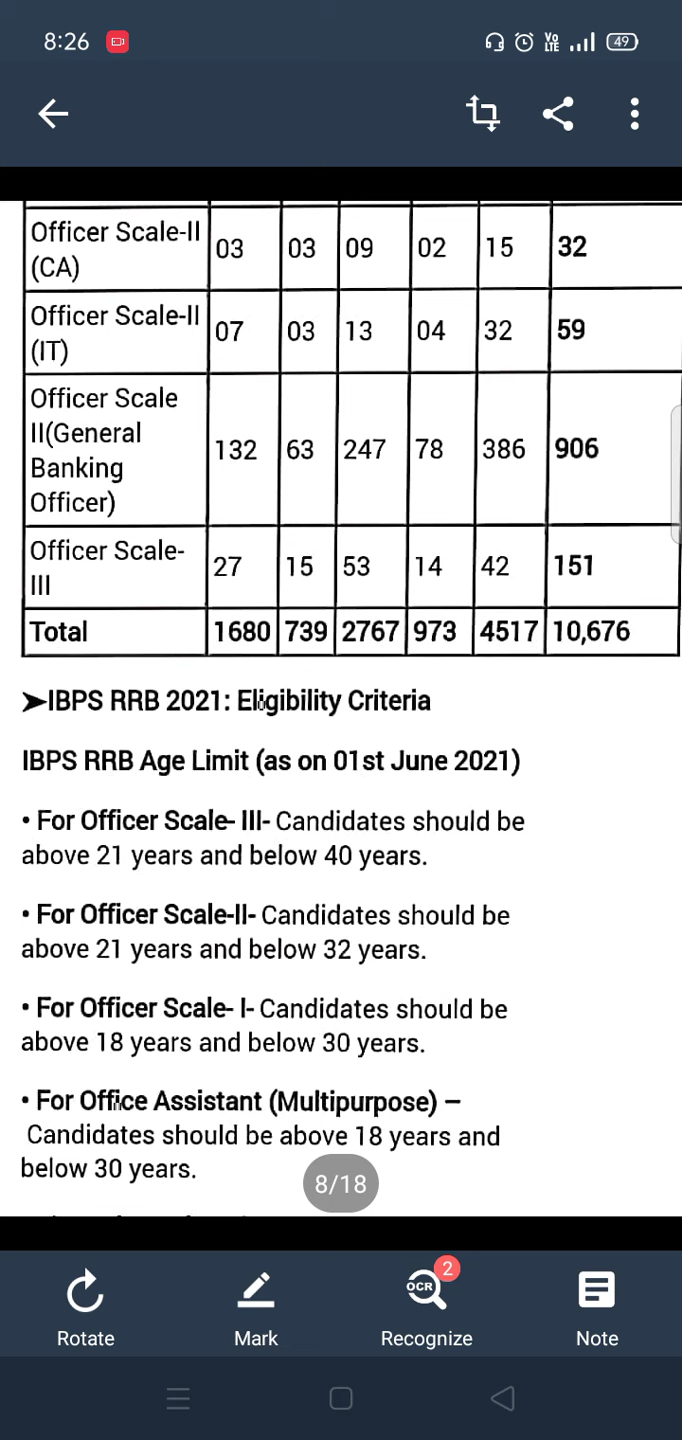 8:26
Vo LTE 49
Officer Scale-II (CA) 03 03 09 02 15 32
Officer Scale-II (IT) 07 03 13 04 32 59
Officer Scale II(General Banking Officer) 132 63 247 78 386 906
Officer Scale-III 27 15 53 14 42 151
Total 1680 739 2767 973 4517 10,676
➤IBPS RRB 2021: Eligibility Criteria
IBPS RRB Age Limit (as on 01st June 2021)
• For Officer Scale- III- Candidates should be
above 21 years and below 40 years.
• For Officer Scale-II- Candidates should be
above 21 years and below 32 years.
• For Officer Scale- I- Candidates should be
above 18 years and below 30 years.
• For Office Assistant (Multipurpose) –
Candidates should be above 18 years and
below 30 years.
8/18
OCR 2
Rotate Mark Recognize Note